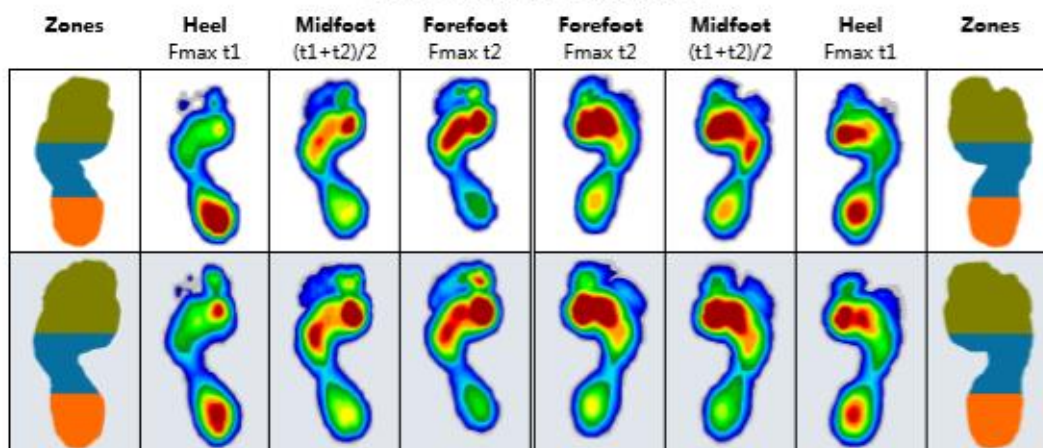 Zones Heel Midfoot Forefoot Forefoot Midfoot Heel Zones
Fmax t1 (t1+t2)/2 Fmax t2 Fmax t2 (t1+t2)/2 Fmax t1